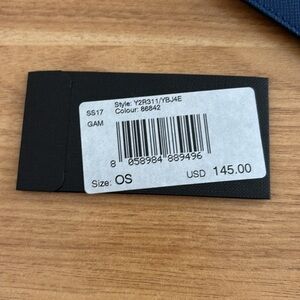 Style: Y2R311/YBJ4E
SS17 Colour: 86842
GAM
8 058984 889496
Size: OS USD 145.00